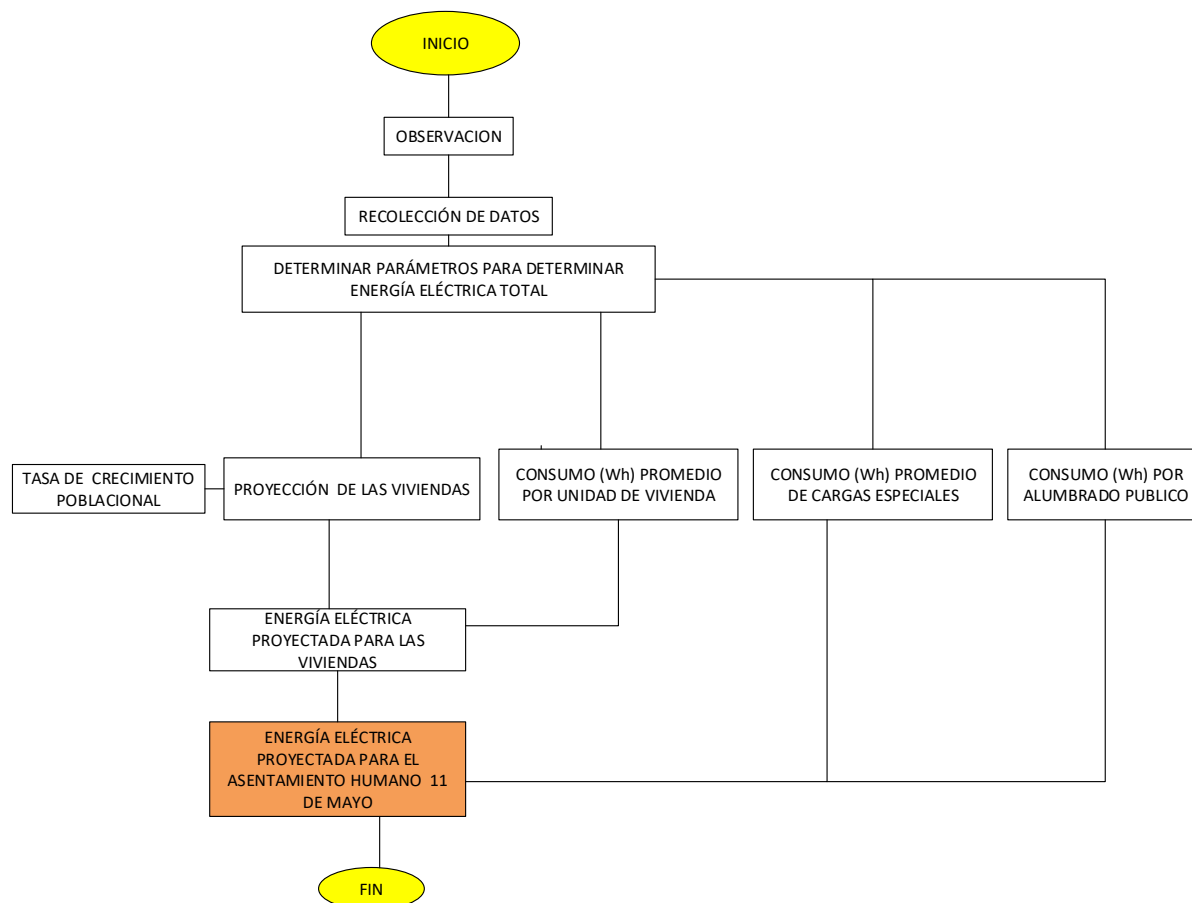 INICIO
OBSERVACION
RECOLECCIÓN DE DATOS
DETERMINAR PARÁMETROS PARA DETERMINAR
ENERGÍA ELÉCTRICA TOTAL
TASA DE CRECIMIENTO
POBLACIONAL
PROYECCIÓN DE LAS VIVIENDAS
CONSUMO (Wh) PROMEDIO
POR UNIDAD DE VIVIENDA
CONSUMO (Wh) PROMEDIO
DE CARGAS ESPECIALES
CONSUMO (Wh) POR
ALUMBRADO PUBLICO
ENERGÍA ELÉCTRICA
PROYECTADA PARA LAS
VIVIENDAS
ENERGÍA ELÉCTRICA
PROYECTADA PARA EL
ASENTAMIENTO HUMANO 11
DE MAYO
FIN